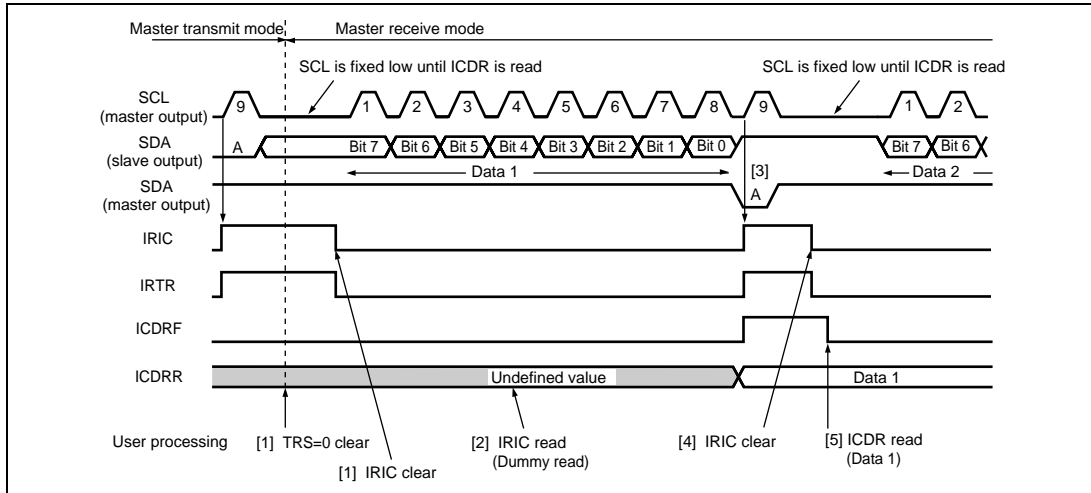 Master transmit mode Master receive mode
SCL is fixed low until ICDR is read SCL is fixed low until ICDR is read
SCL
(master output)
9 1 2 3 4 5 6 7 8 9 1 2
SDA
(slave output)
A Bit 7 Bit 6 Bit 5 Bit 4 Bit 3 Bit 2 Bit 1 Bit 0 Bit 7 Bit 6
Data 1 [3] Data 2
SDA
(master output)
A
IRIC
IRTR
ICDRF
ICDRR Undefined value Data 1
User processing [1] TRS=0 clear [2] IRIC read
(Dummy read)
[4] IRIC clear [5] ICDR read
(Data 1)
[1] IRIC clear